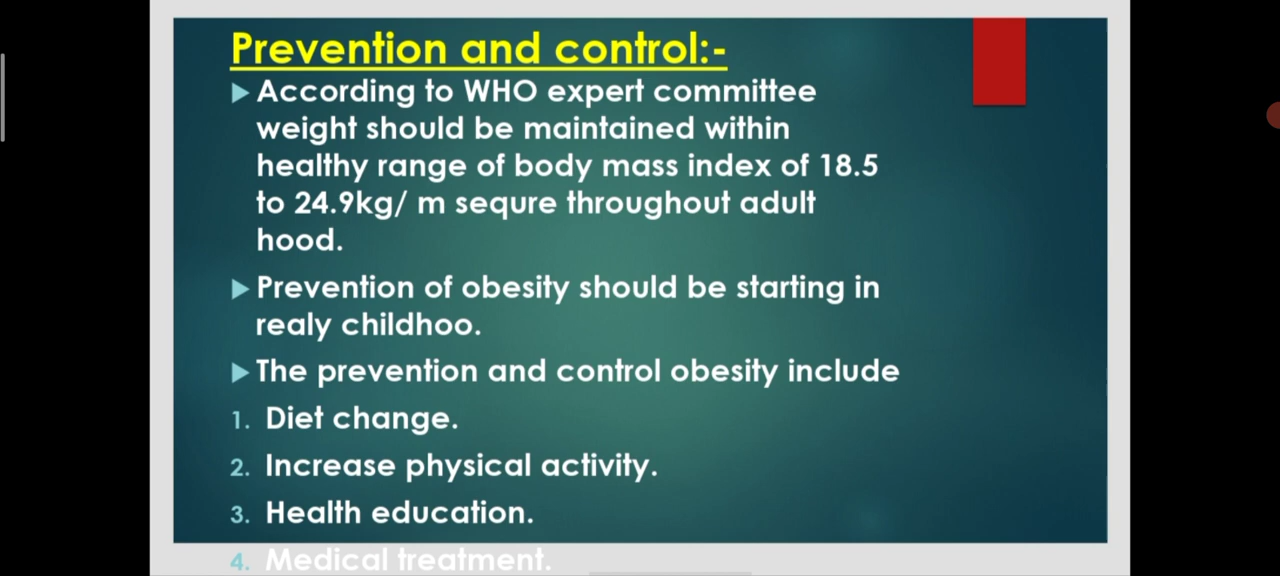 Prevention and control:-
According to WHO expert committee
weight should be maintained within
healthy range of body mass index of 18.5
to 24.9kg/ m sequre throughout adult
hood.
Prevention of obesity should be starting in
realy childhoo.
The prevention and control obesity include
1. Diet change.
2. Increase physical activity.
3. Health education.
4. Medical treatment.